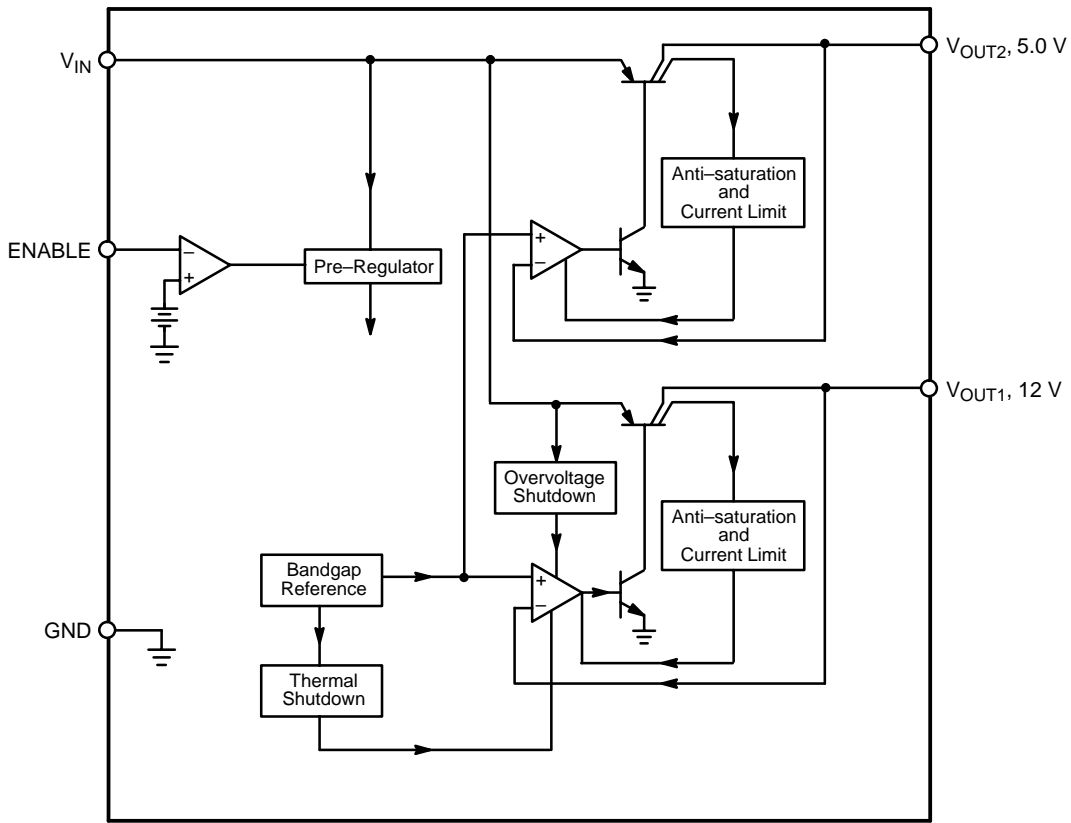 V_IN
V_OUT2, 5.0 V
Anti–saturation
and
Current Limit
ENABLE
−
+
Pre–Regulator
+
−
V_OUT1, 12 V
Overvoltage
Shutdown
Anti–saturation
and
Current Limit
Bandgap
Reference
+
−
GND
Thermal
Shutdown